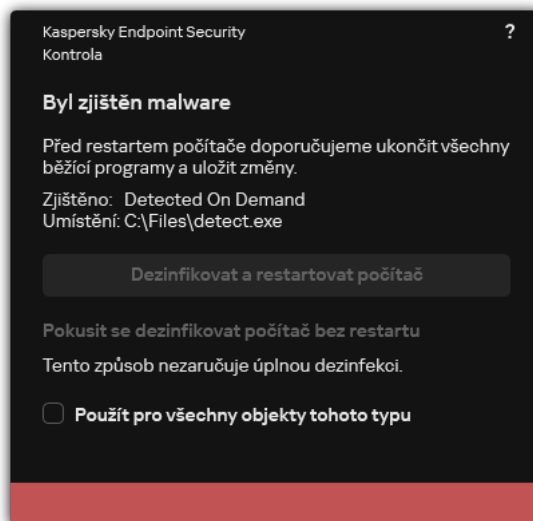 Kaspersky Endpoint Security
?
Kontrola
Byl zjištěn malware
Před restartem počítače doporučujeme ukončit všechny
běžící programy a uložit změny.
Zjištěno: Detected On Demand
Umístění: C:\Files\detect.exe
Dezinfikovat a restartovat počítač
Pokusit se dezinfikovat počítač bez restartu
Tento způsob nezaručuje úplnou dezinfekci.
Použít pro všechny objekty tohoto typu